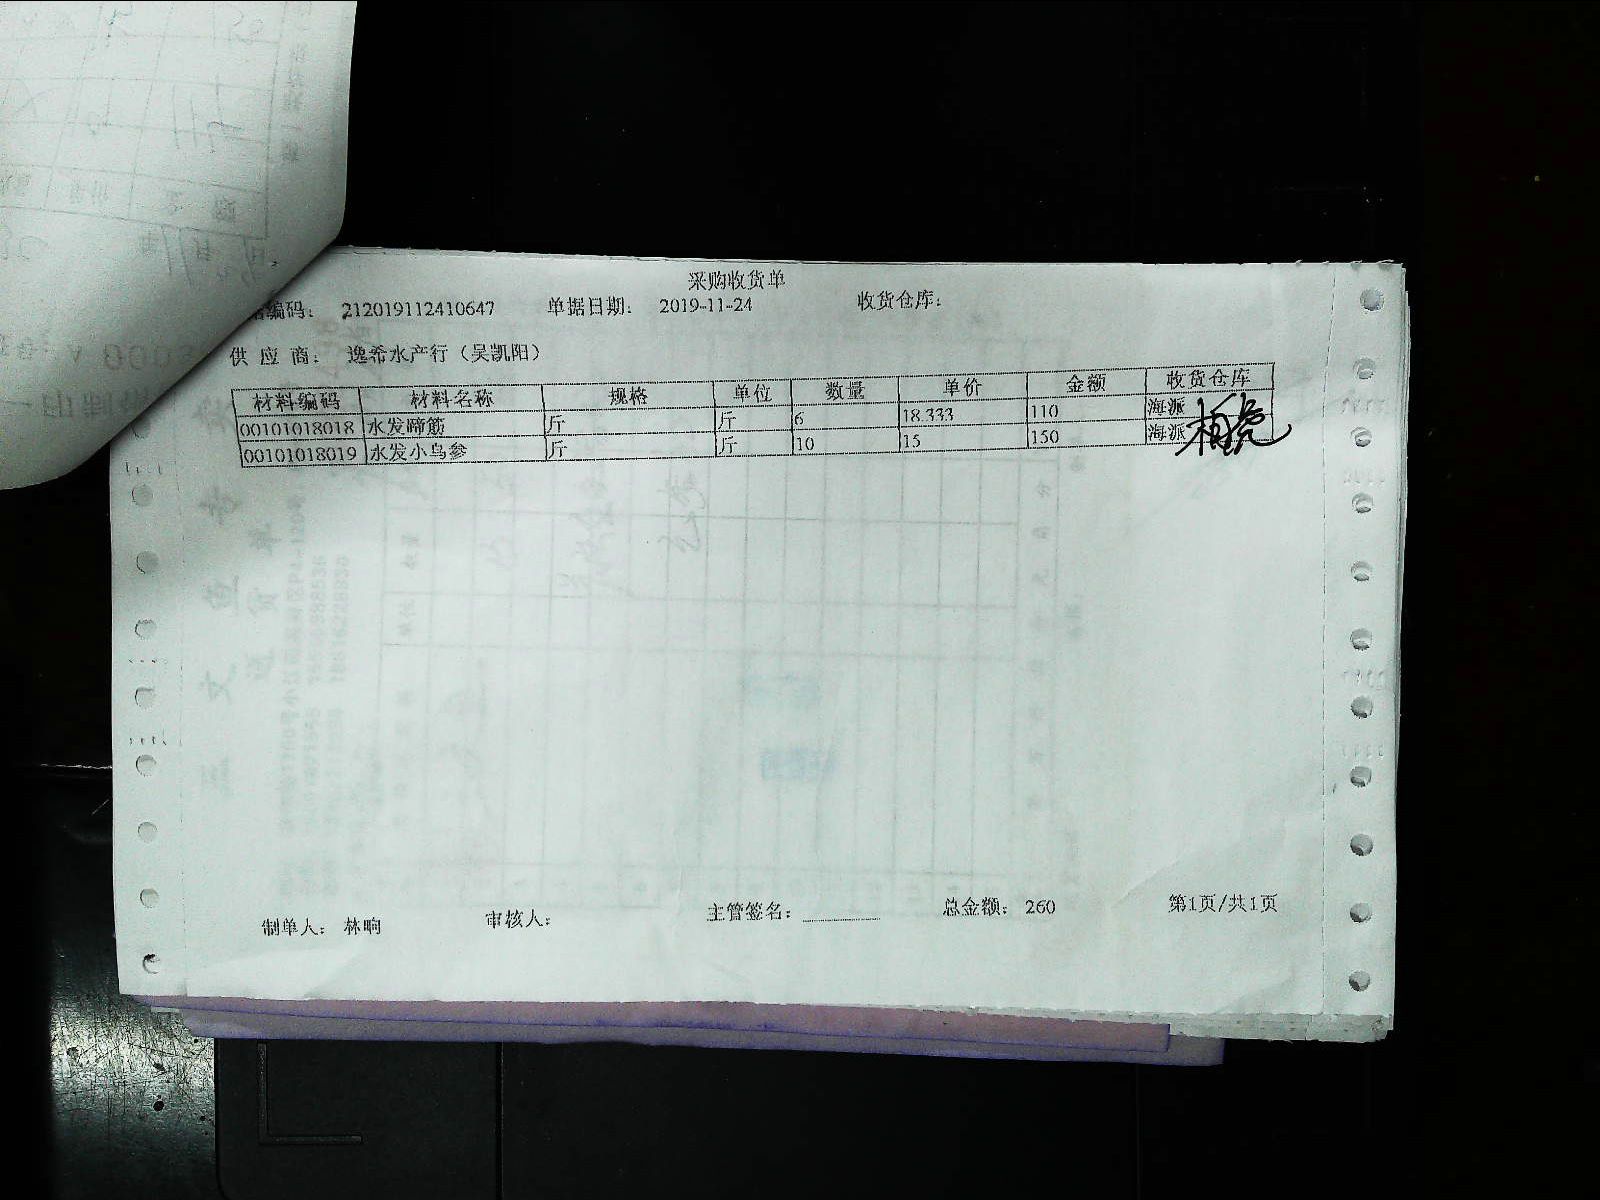 采购收货单
编码: 212019112410647 单据日期: 2019-11-24 收货仓库:
供应商: 逸希水产行（吴凯阳）
材料编码 材料名称 规格 单位 数量 单价 金额 收货仓库
00101018018 水发蹄筋 斤 斤 6 18.333 110 海派
00101018019 水发小乌参 斤 斤 10 15 150 海派
制单人: 林响 审核人: 主管签名: 总金额: 260 第1页/共1页